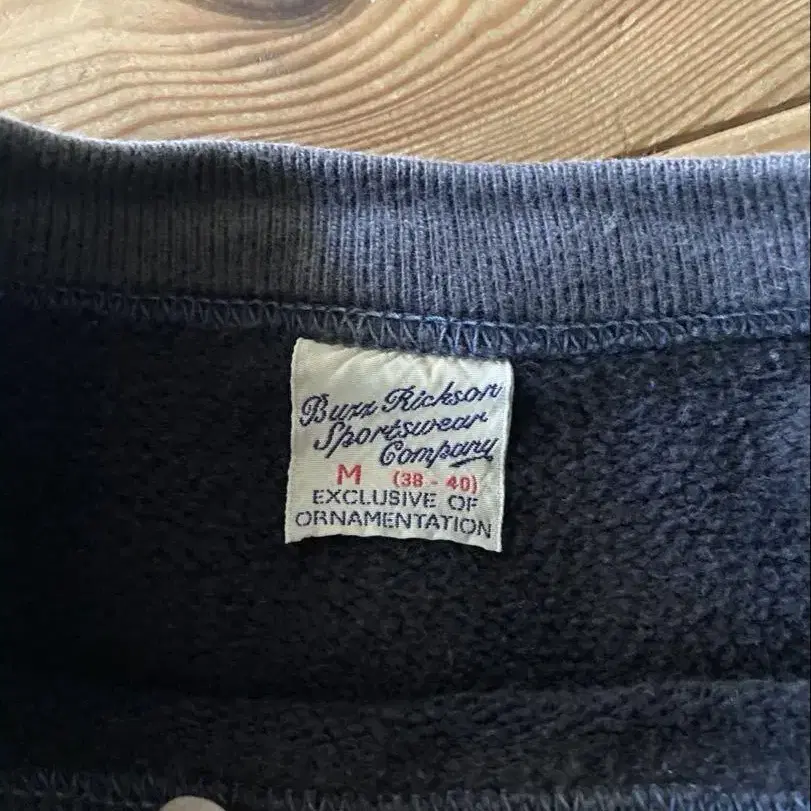 Buzz Rickson
Sportswear
Company
M (38 - 40)
EXCLUSIVE OF
ORNAMENTATION